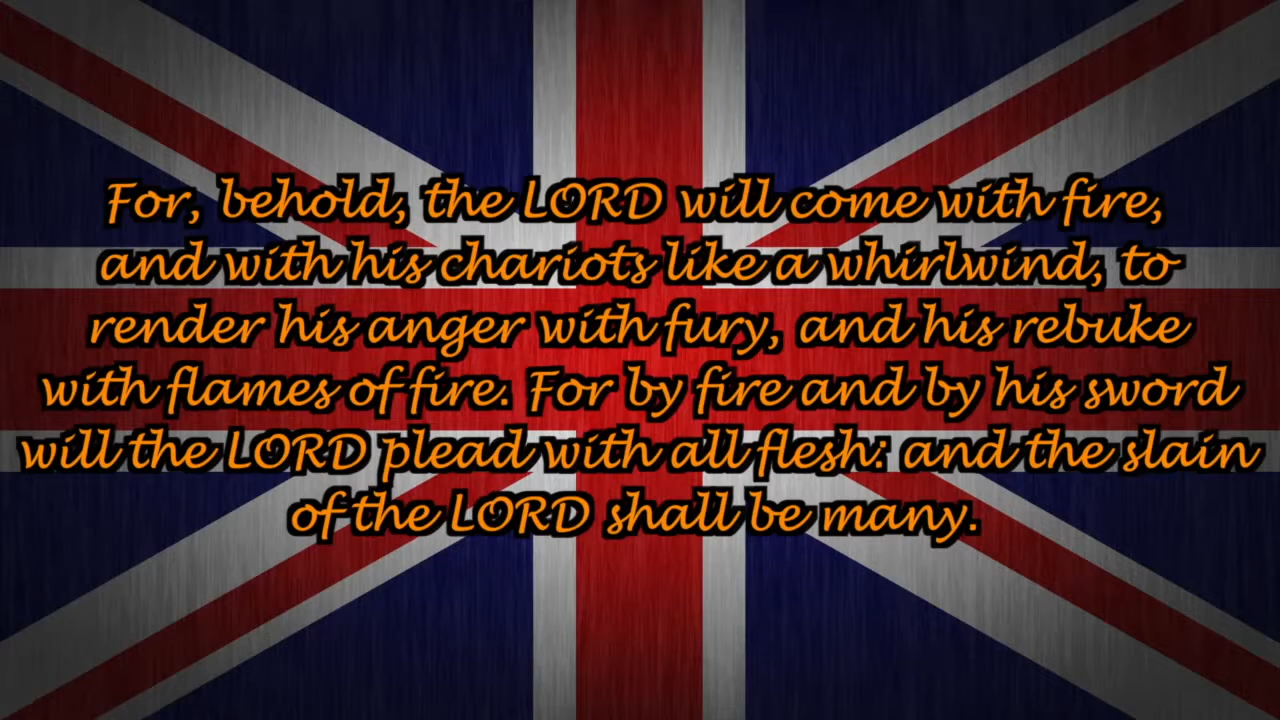 For, behold, the LORD will come with fire,
and with his chariots like a whirlwind, to
render his anger with fury, and his rebuke
with flames of fire. For by fire and by his sword
will the LORD plead with all flesh: and the slain
of the LORD shall be many.